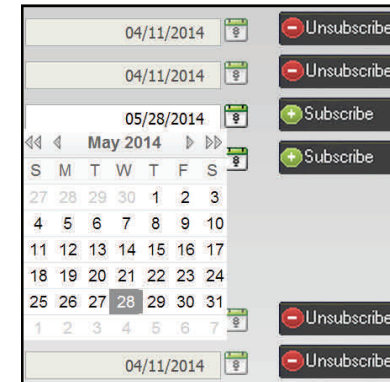 04/11/2014 Unsubscribe
04/11/2014 Unsubscribe
05/28/2014 Subscribe
May 2014 Subscribe
S M T W T F S
27 28 29 30 1 2 3
4 5 6 7 8 9 10
11 12 13 14 15 16 17
18 19 20 21 22 23 24
25 26 27 28 29 30 31
1 2 3 4 5 6 7 Unsubscribe
04/11/2014 Unsubscribe